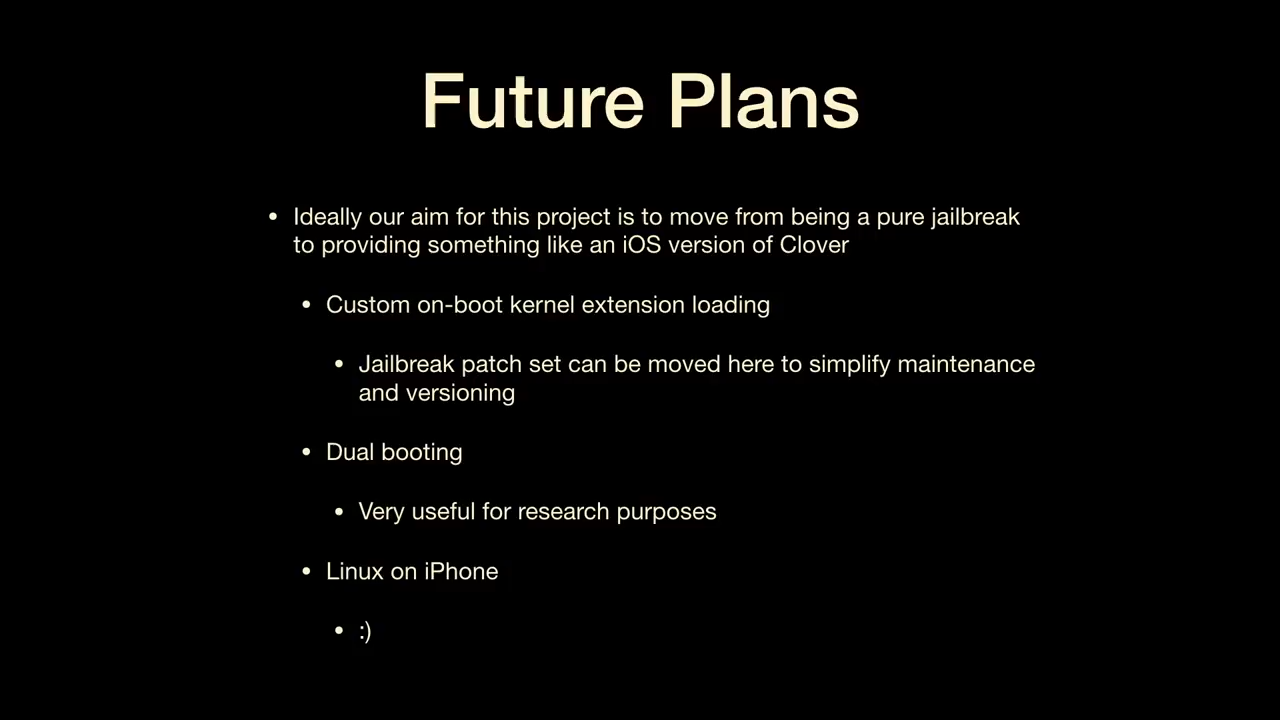 Future Plans
• Ideally our aim for this project is to move from being a pure jailbreak
to providing something like an iOS version of Clover
• Custom on-boot kernel extension loading
• Jailbreak patch set can be moved here to simplify maintenance
and versioning
• Dual booting
• Very useful for research purposes
• Linux on iPhone
• :)